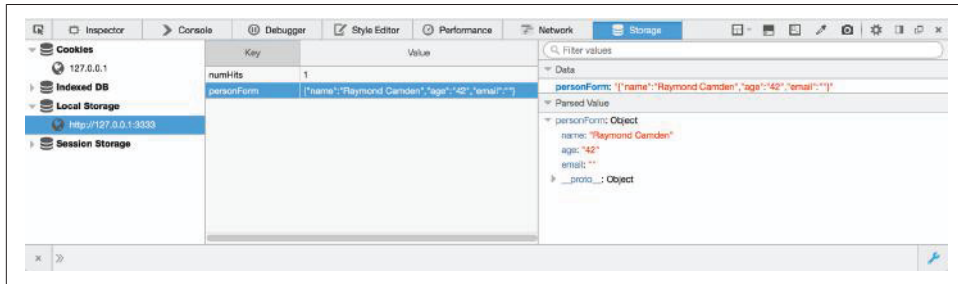 Inspector Console Debugger Style Editor Performance Network Storage
Cookies
127.0.0.1
Indexed DB
Local Storage
http://127.0.0.1:3333
Session Storage
Key Value
numHits 1
personForm {"name":"Raymond Camden","age":"42","email":""}
Filter values
Data
personForm: "{"name":"Raymond Camden","age":"42","email":""}"
Parsed Value
personForm: Object
name: "Raymond Camden"
age: "42"
email: ""
__proto__: Object